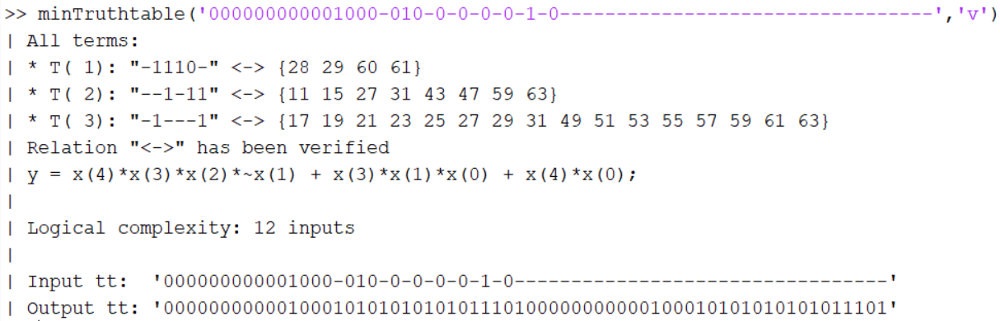 >> minTruthtable('000000000001000-010-0-0-0-0-1-0---------------------------------','v')
| All terms:
| * T( 1): "-1110-" <-> {28 29 60 61}
| * T( 2): "--1-11" <-> {11 15 27 31 43 47 59 63}
| * T( 3): "-1---1" <-> {17 19 21 23 25 27 29 31 49 51 53 55 57 59 61 63}
| Relation "<->" has been verified
| y = x(4)*x(3)*x(2)*~x(1) + x(3)*x(1)*x(0) + x(4)*x(0);
|
| Logical complexity: 12 inputs
|
| Input tt:  '000000000001000-010-0-0-0-0-1-0---------------------------------'
| Output tt: '0000000000010001010101010101110100000000000100010101010101011101'